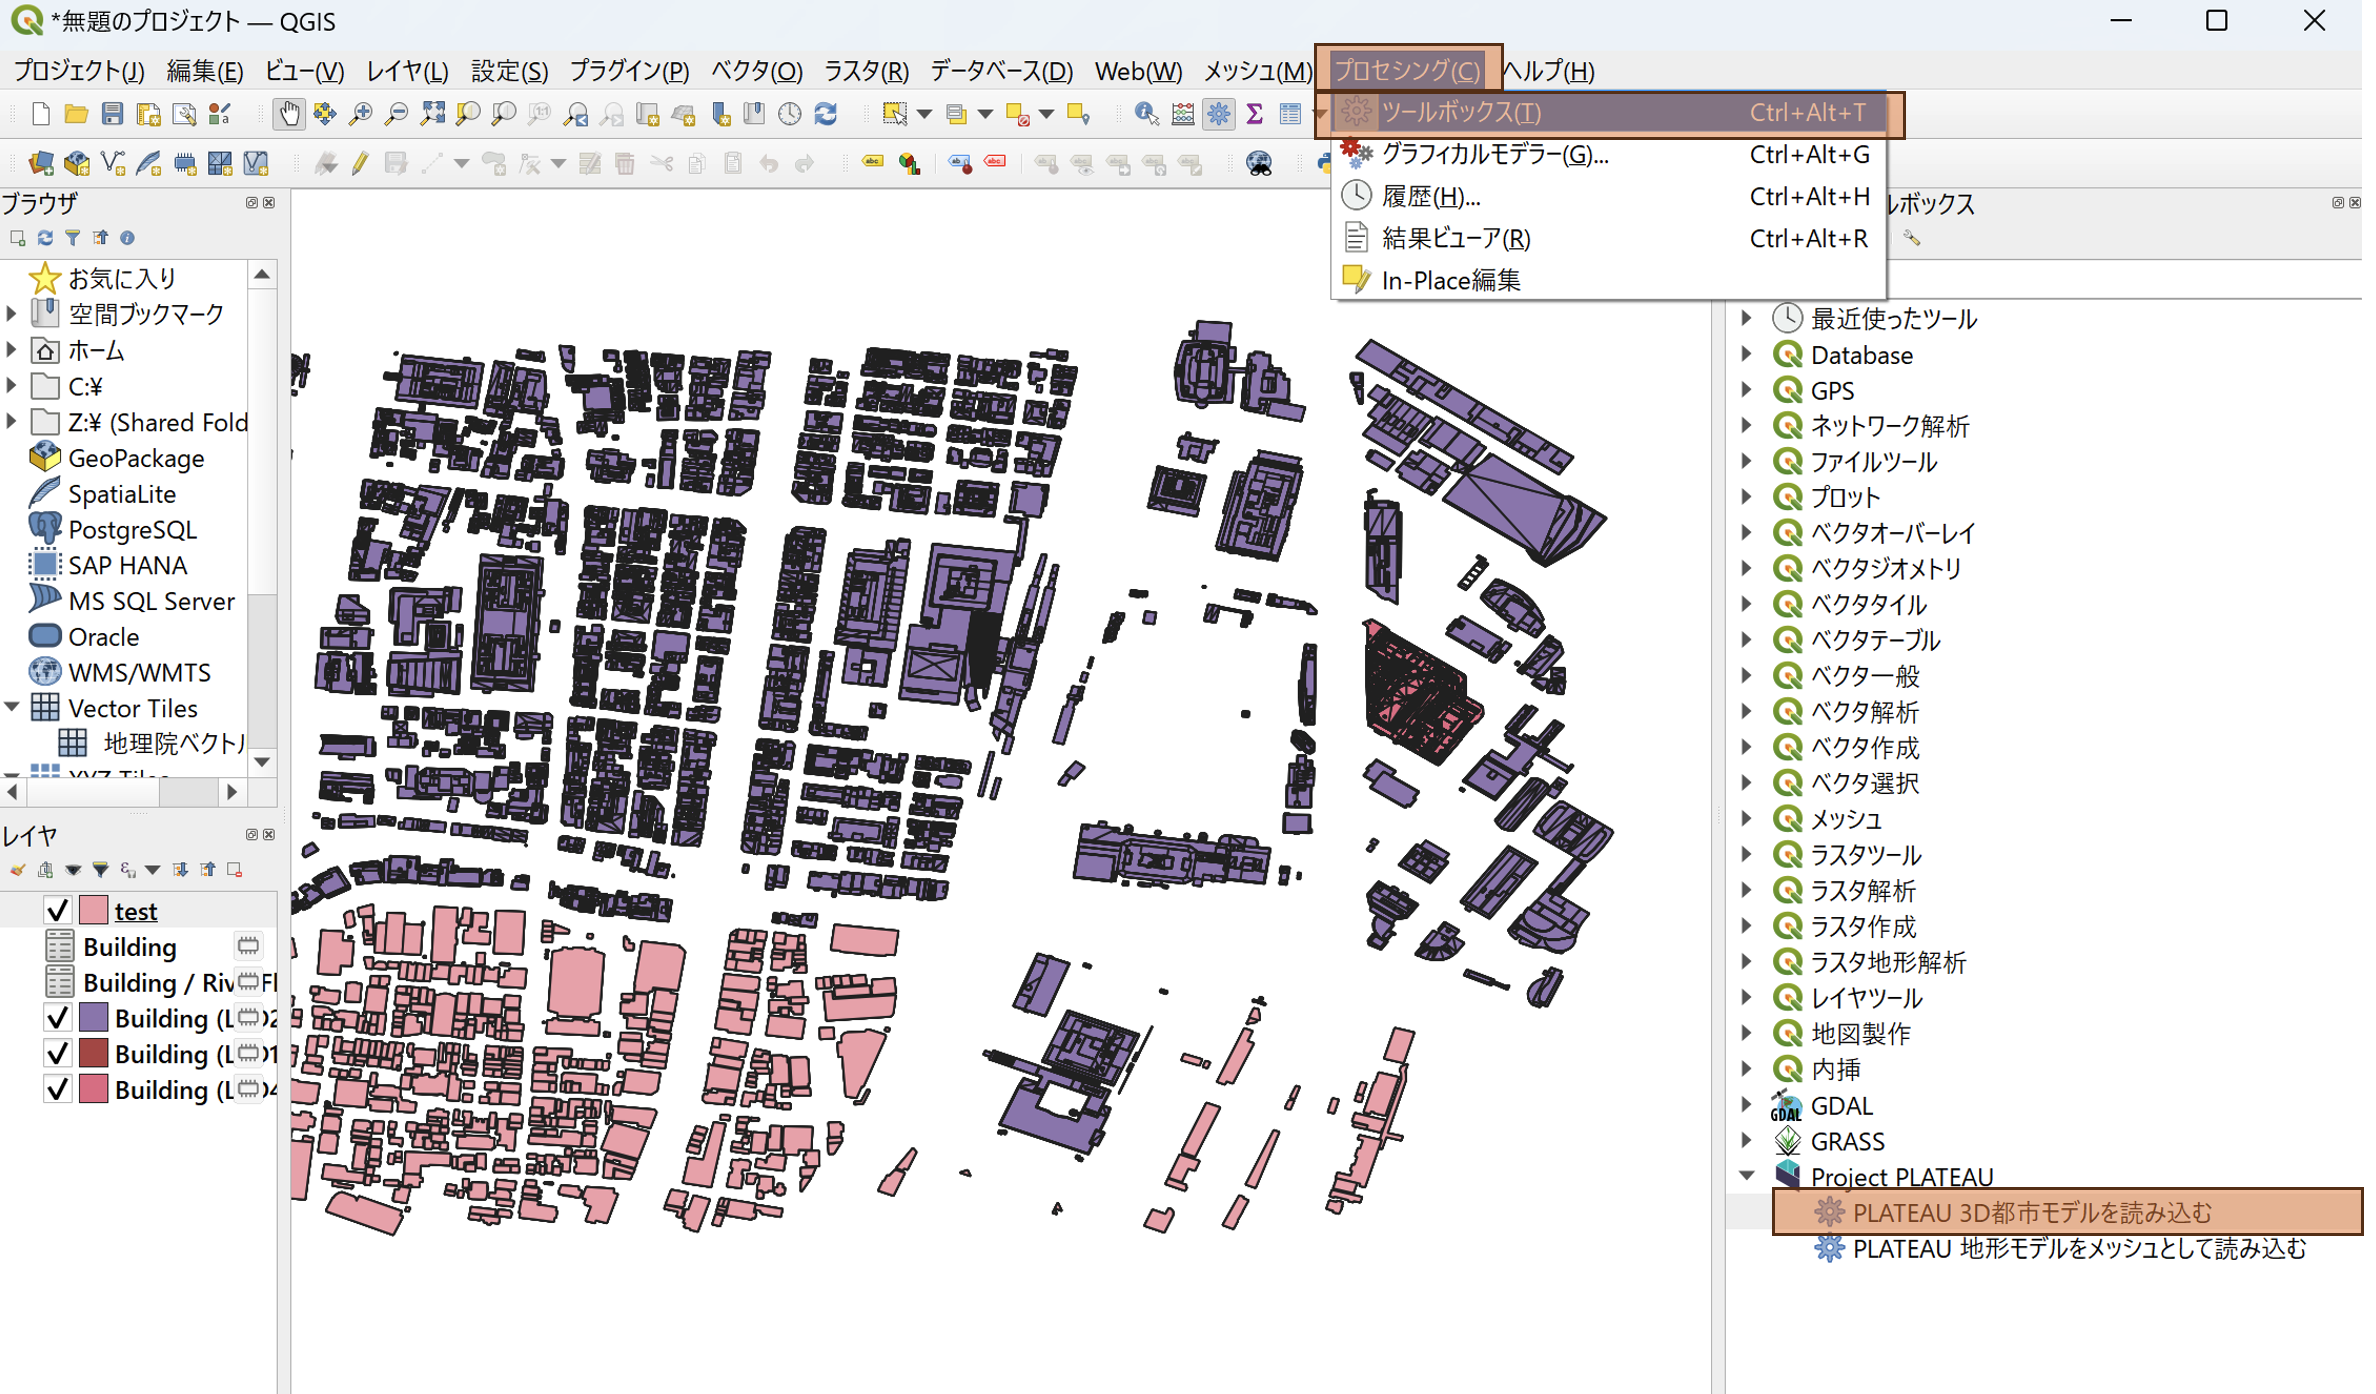 *無題のプロジェクト — QGIS
プロジェクト(J) 編集(E) ビュー(V) レイヤ(L) 設定(S) プラグイン(P) ベクタ(O) ラスタ(R) データベース(D) Web(W) メッシュ(M) プロセシング(C) ヘルプ(H)
ツールボックス(T) Ctrl+Alt+T
グラフィカルモデラー(G)... Ctrl+Alt+G
履歴(H)... Ctrl+Alt+H
結果ビューア(R) Ctrl+Alt+R
In-Place編集
ブラウザ
お気に入り
空間ブックマーク
ホーム
C:¥
Z:¥ (Shared Fold
GeoPackage
SpatiaLite
PostgreSQL
SAP HANA
MS SQL Server
Oracle
WMS/WMTS
Vector Tiles
地理院ベクトル
XYZ Tiles
レイヤ
test
Building
Building / Riv
Building (L
Building (L
Building (L
ルボックス
最近使ったツール
Database
GPS
ネットワーク解析
ファイルツール
プロット
ベクタオーバーレイ
ベクタジオメトリ
ベクタタイル
ベクタテーブル
ベクタ一般
ベクタ解析
ベクタ作成
ベクタ選択
メッシュ
ラスタツール
ラスタ解析
ラスタ作成
ラスタ地形解析
レイヤツール
地図製作
内挿
GDAL
GRASS
Project PLATEAU
PLATEAU 3D都市モデルを読み込む
PLATEAU 地形モデルをメッシュとして読み込む